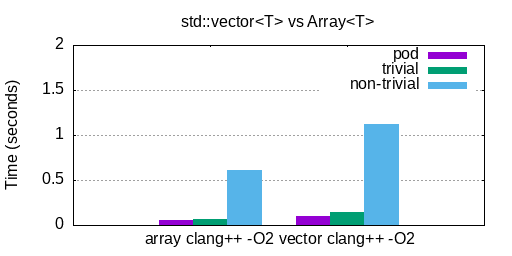 std::vector<T> vs Array<T>
2
pod
trivial
1.5
non-trivial
1
Time (seconds)
0.5
0
array clang++ -O2 vector clang++ -O2